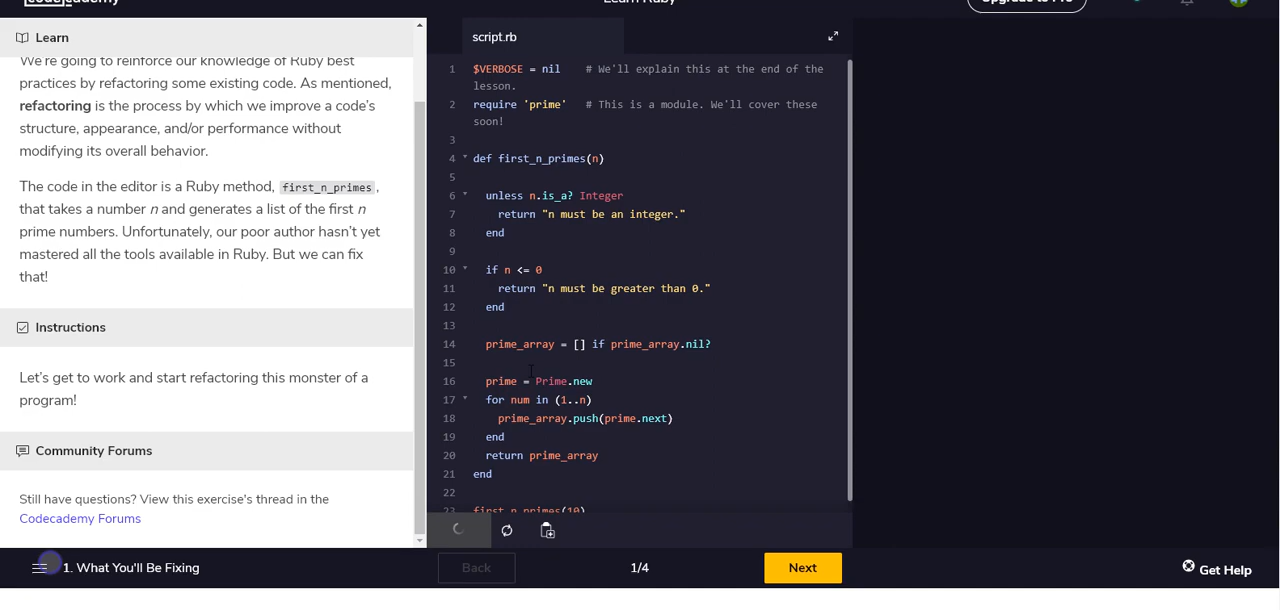 Learn Ruby
Learn
script.rb
We're going to reinforce our knowledge of Ruby best
practices by refactoring some existing code. As mentioned,
refactoring is the process by which we improve a code's
structure, appearance, and/or performance without
modifying its overall behavior.
The code in the editor is a Ruby method, first_n_primes,
that takes a number n and generates a list of the first n
prime numbers. Unfortunately, our poor author hasn't yet
mastered all the tools available in Ruby. But we can fix
that!
Instructions
Let's get to work and start refactoring this monster of a
program!
Community Forums
Still have questions? View this exercise's thread in the
Codecademy Forums
1 $VERBOSE = nil # We'll explain this at the end of the
lesson.
2 require 'prime' # This is a module. We'll cover these
soon!
3
4 def first_n_primes(n)
5
6 unless n.is_a? Integer
7 return "n must be an integer."
8 end
9
10 if n <= 0
11 return "n must be greater than 0."
12 end
13
14 prime_array = [] if prime_array.nil?
15
16 prime = Prime.new
17 for num in (1..n)
18 prime_array.push(prime.next)
19 end
20 return prime_array
21 end
22
23 first_n_primes(10)
1. What You'll Be Fixing
Back
1/4
Next
Get Help